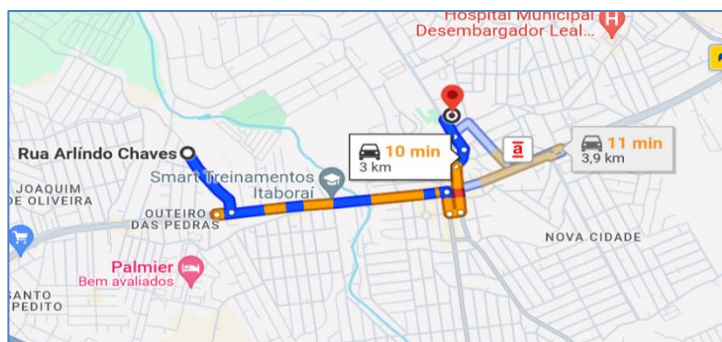 Hospital Municipal
Desembargador Leal...
H
Rua Arlíndo Chaves
10 min
3 km
a
11 min
3,9 km
Smart Treinamentos
Itaboraí
JOAQUIM
DE OLIVEIRA
OUTEIRO
DAS PEDRAS
NOVA CIDADE
Palmier
Bem avaliados
SANTO
PEDITO